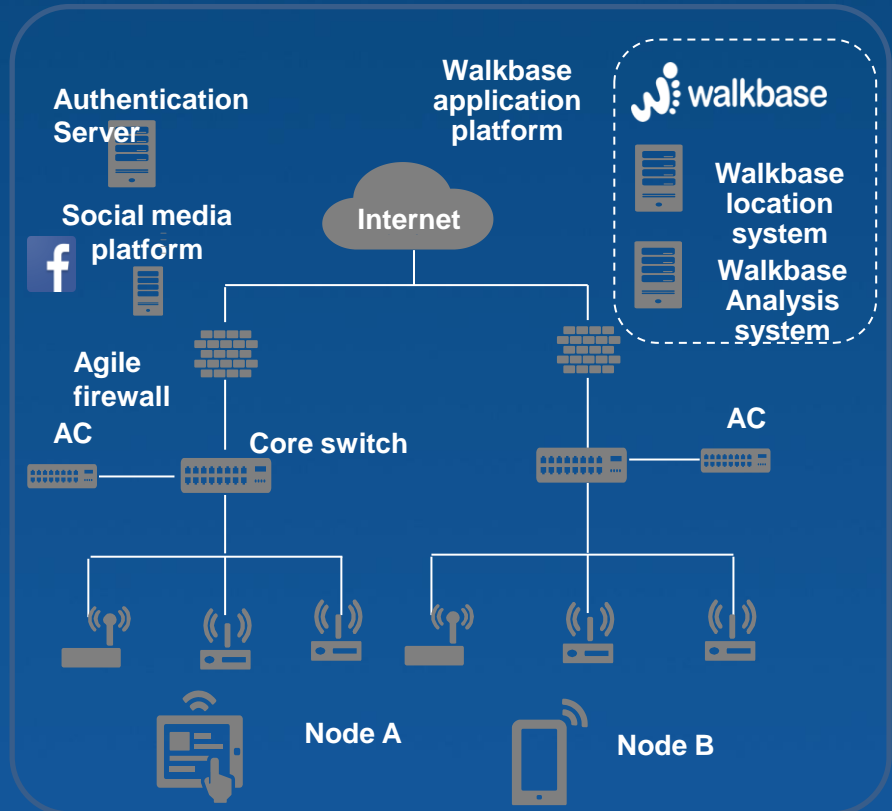 Authentication
Server
Walkbase
application
platform
walkbase
Walkbase
location
system
Walkbase
Analysis
system
Social media
platform
f
Internet
Agile
firewall
AC
Core switch
AC
Node A
Node B